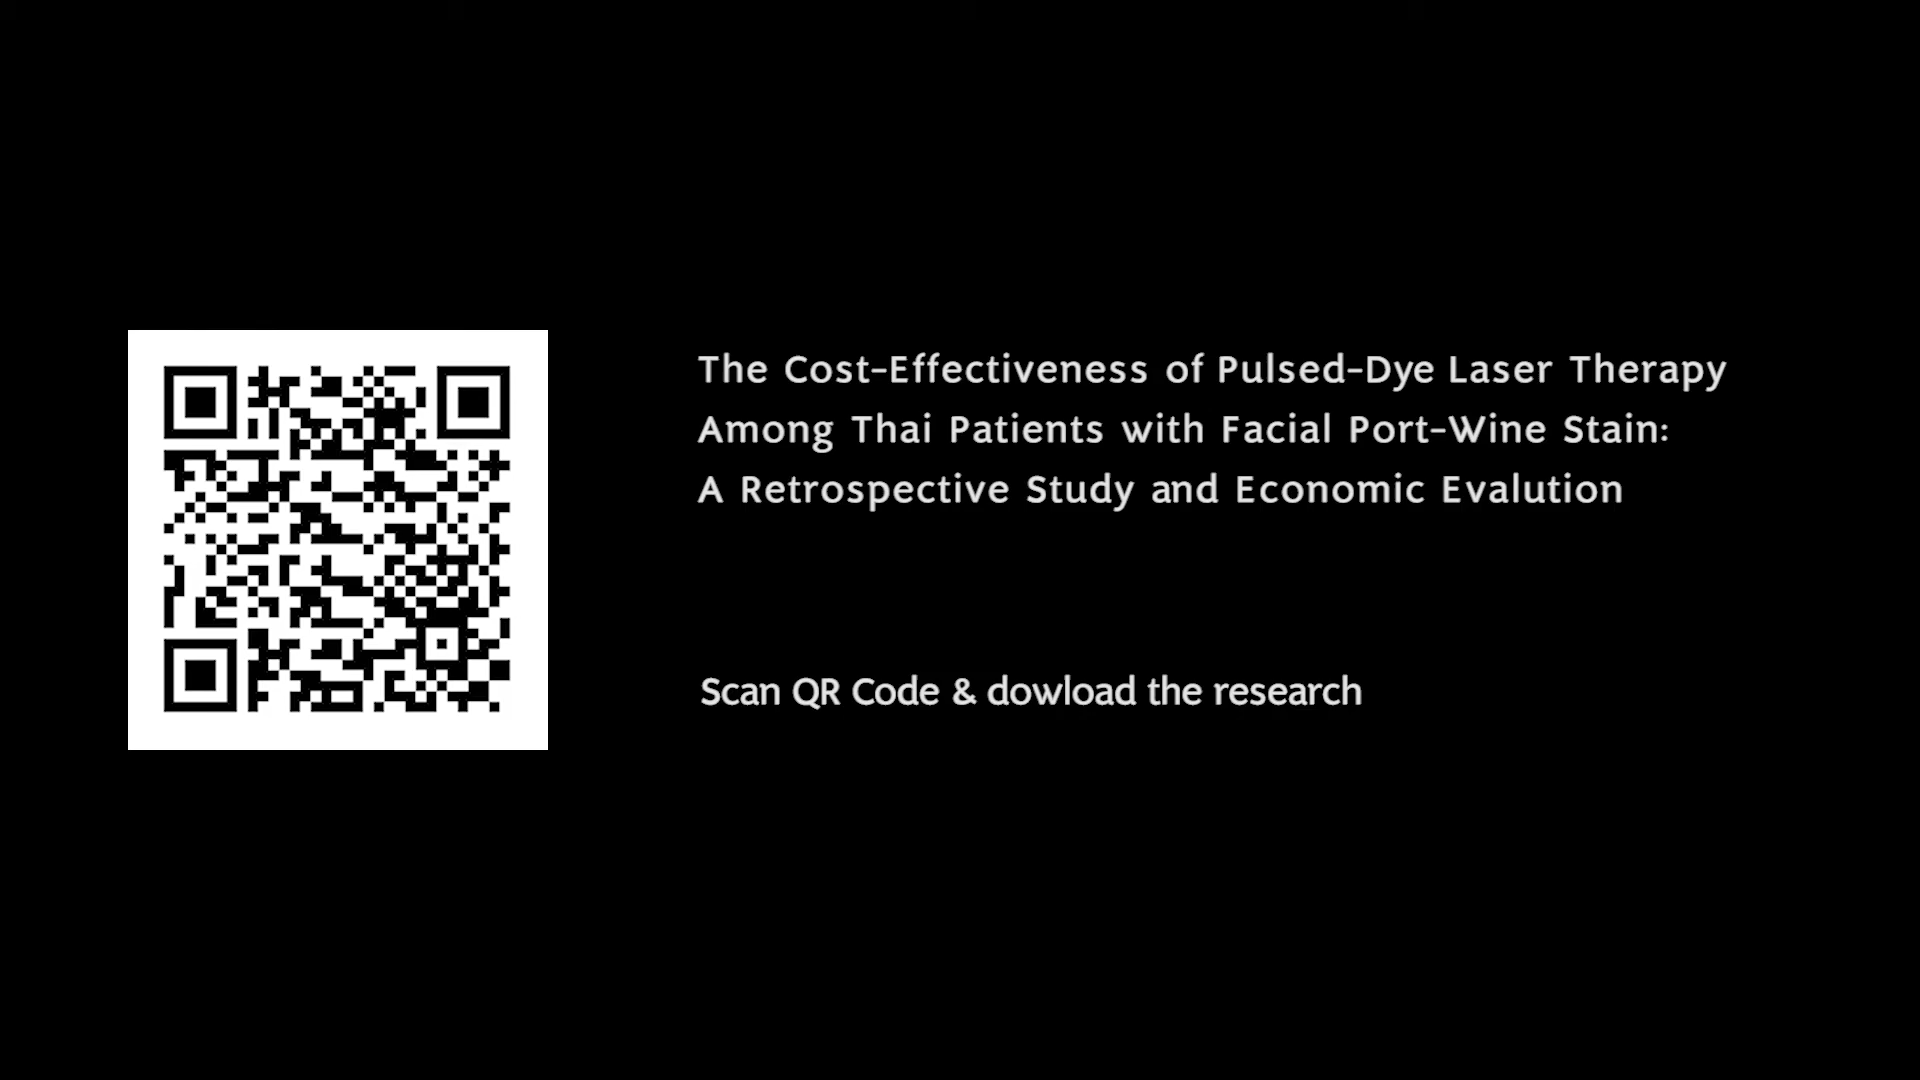 The Cost-Effectiveness of Pulsed-Dye Laser Therapy
Among Thai Patients with Facial Port-Wine Stain:
A Retrospective Study and Economic Evalution
Scan QR Code & dowload the research